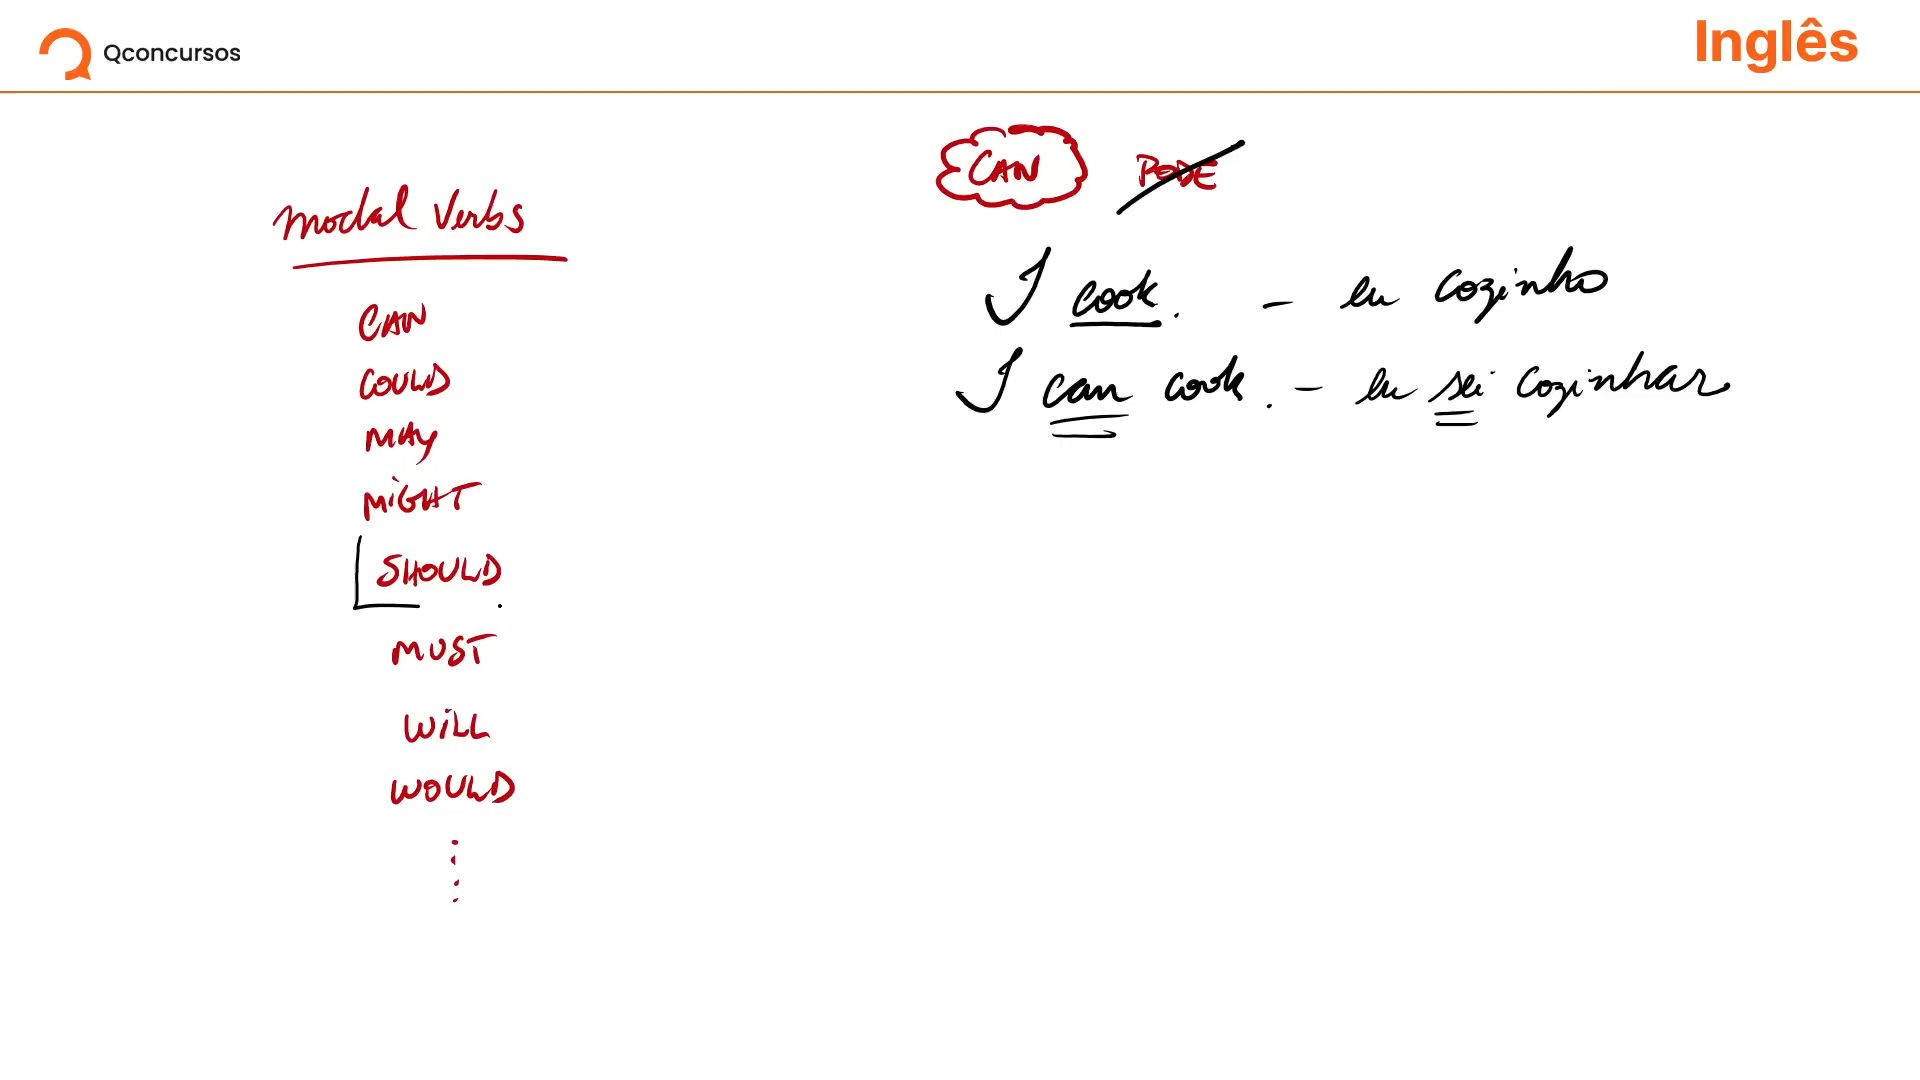 Qconcursos
Inglês
Modal Verbs
CAN
COULD
MAY
MiGHT
SHOULD
MUST
WiLL
WOULD
CAN PODE
I cook. - eu cozinho
I can cook. - eu sei cozinhar